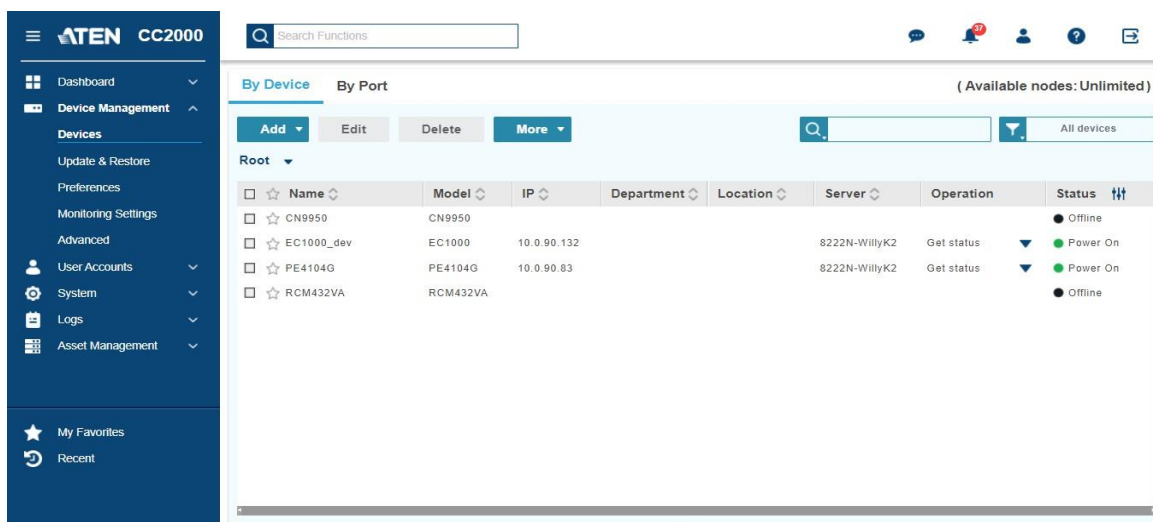 ATEN CC2000
Search Functions
37
Dashboard
Device Management
Devices
Update & Restore
Preferences
Monitoring Settings
Advanced
User Accounts
System
Logs
Asset Management
My Favorites
Recent
By Device By Port ( Available nodes: Unlimited )
Add Edit Delete More All devices
Root
Name Model IP Department Location Server Operation Status
CN9950 CN9950 Offline
EC1000_dev EC1000 10.0.90.132 8222N-WillyK2 Get status Power On
PE4104G PE4104G 10.0.90.83 8222N-WillyK2 Get status Power On
RCM432VA RCM432VA Offline